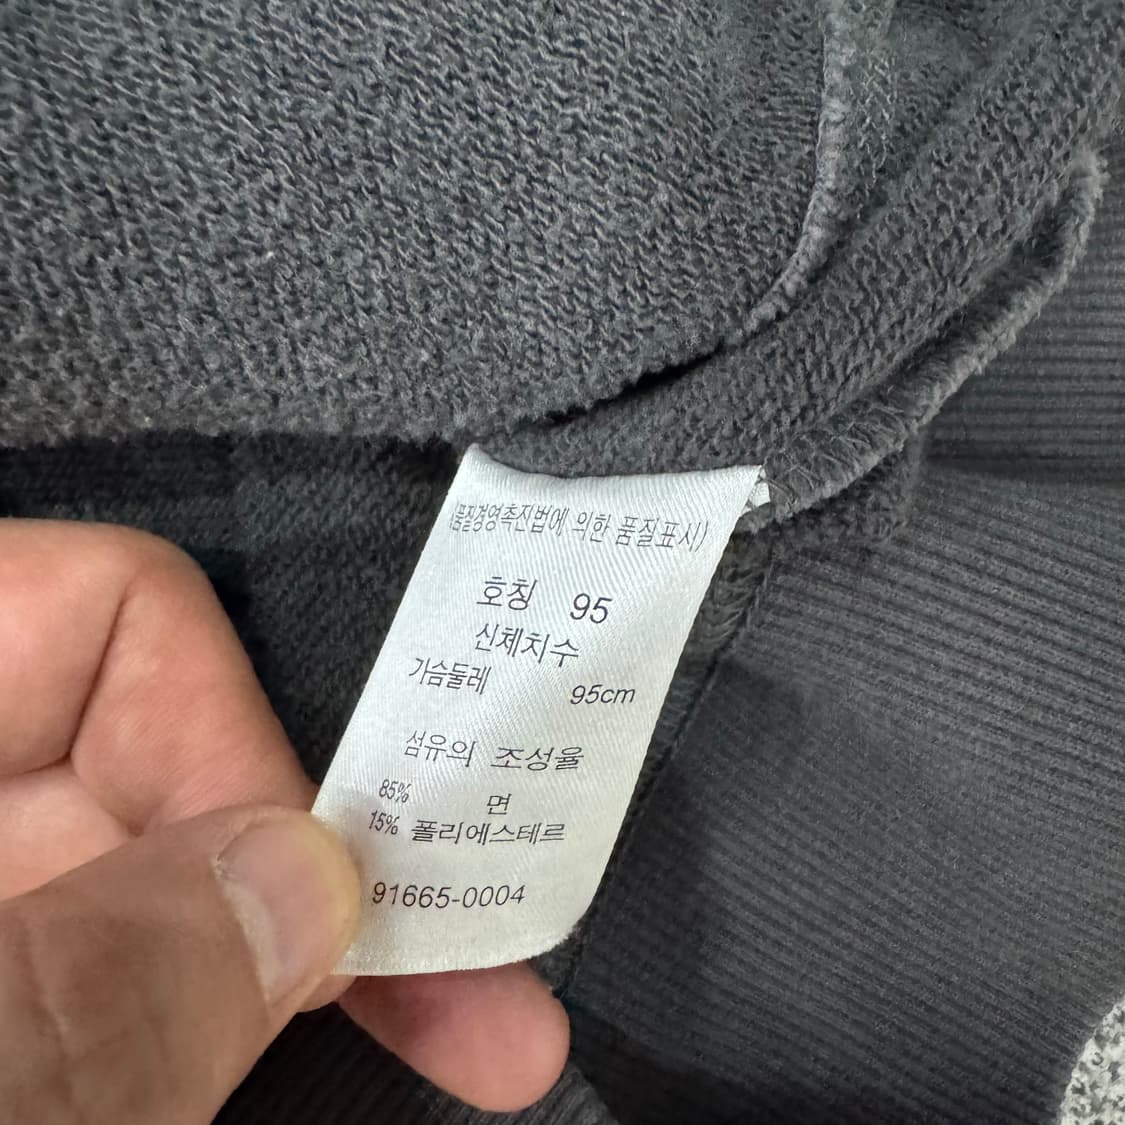 (품질경영촉진법에 의한 품질표시)
호칭 95
신체치수
가슴둘레 95cm
섬유의 조성율
85% 면
15% 폴리에스테르
91665-0004